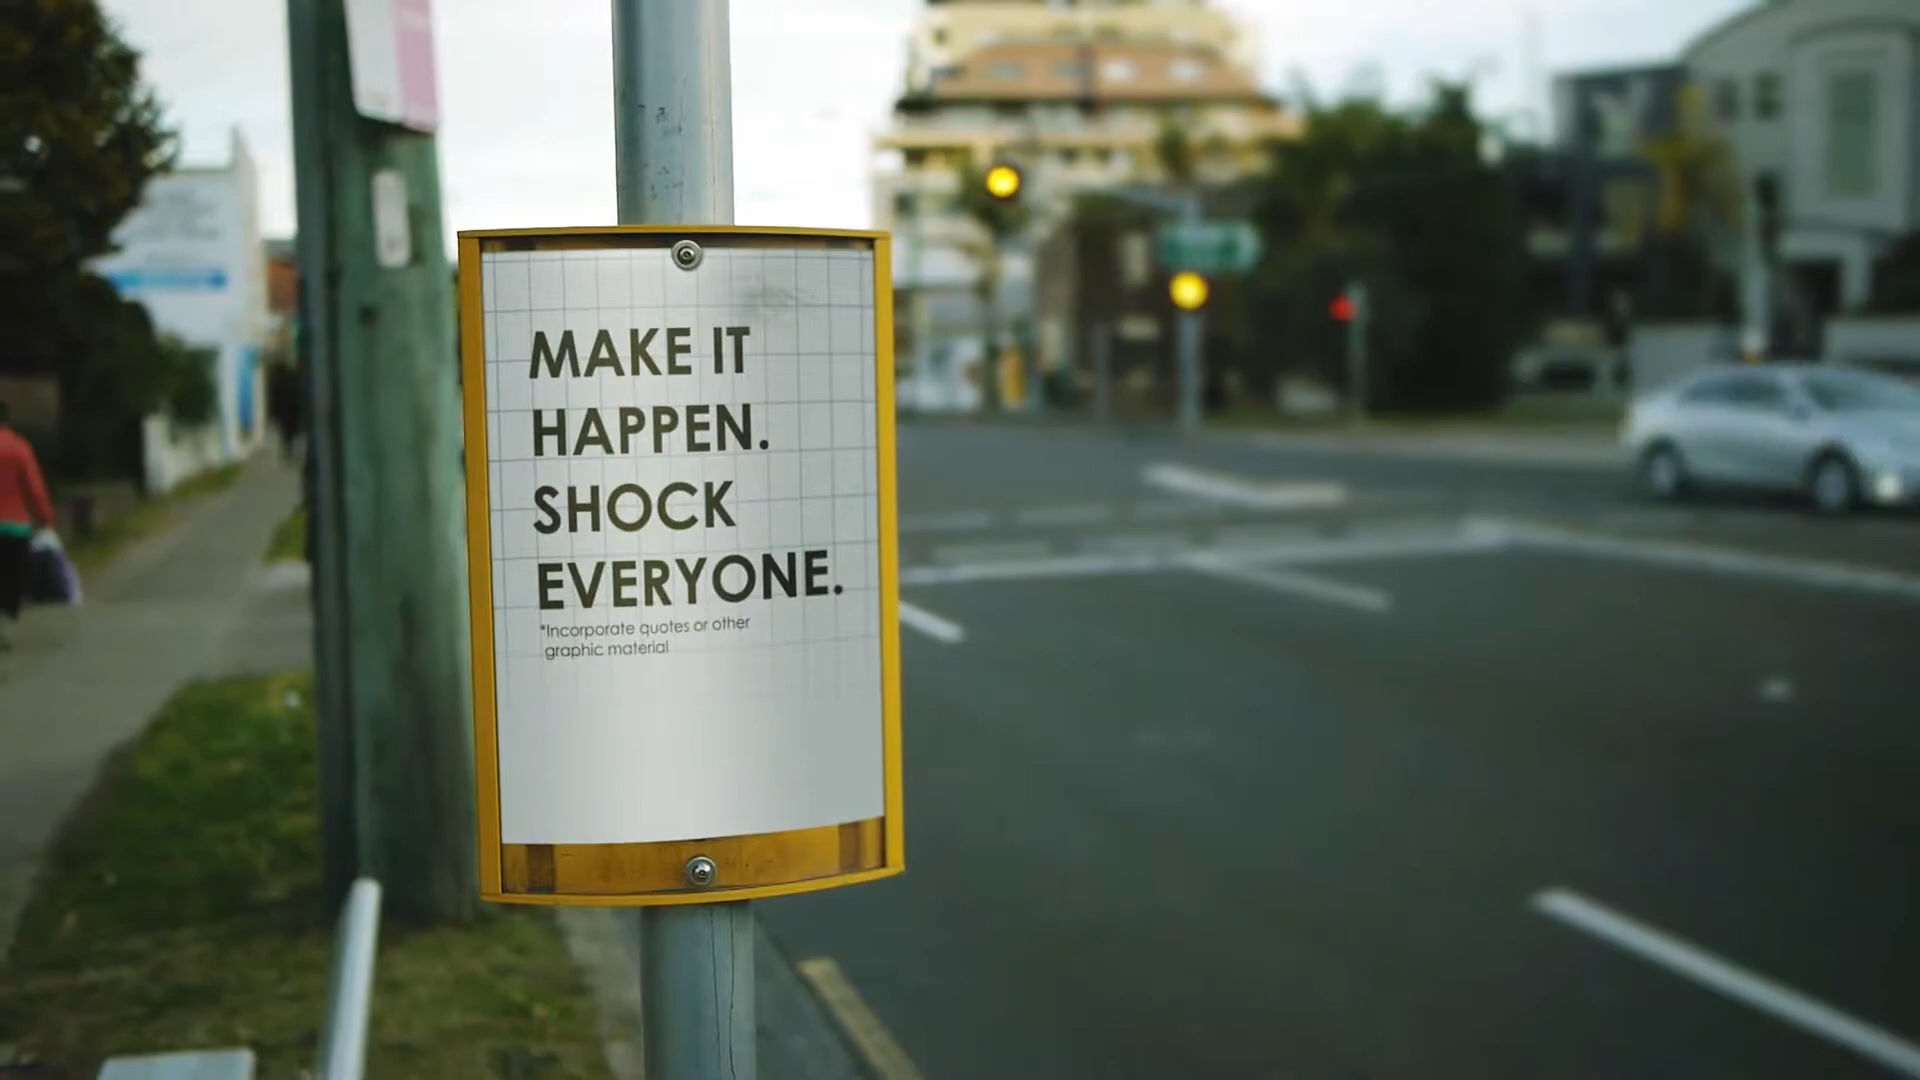 MAKE IT
HAPPEN.
SHOCK
EVERYONE.
*Incorporate quotes or other
graphic material